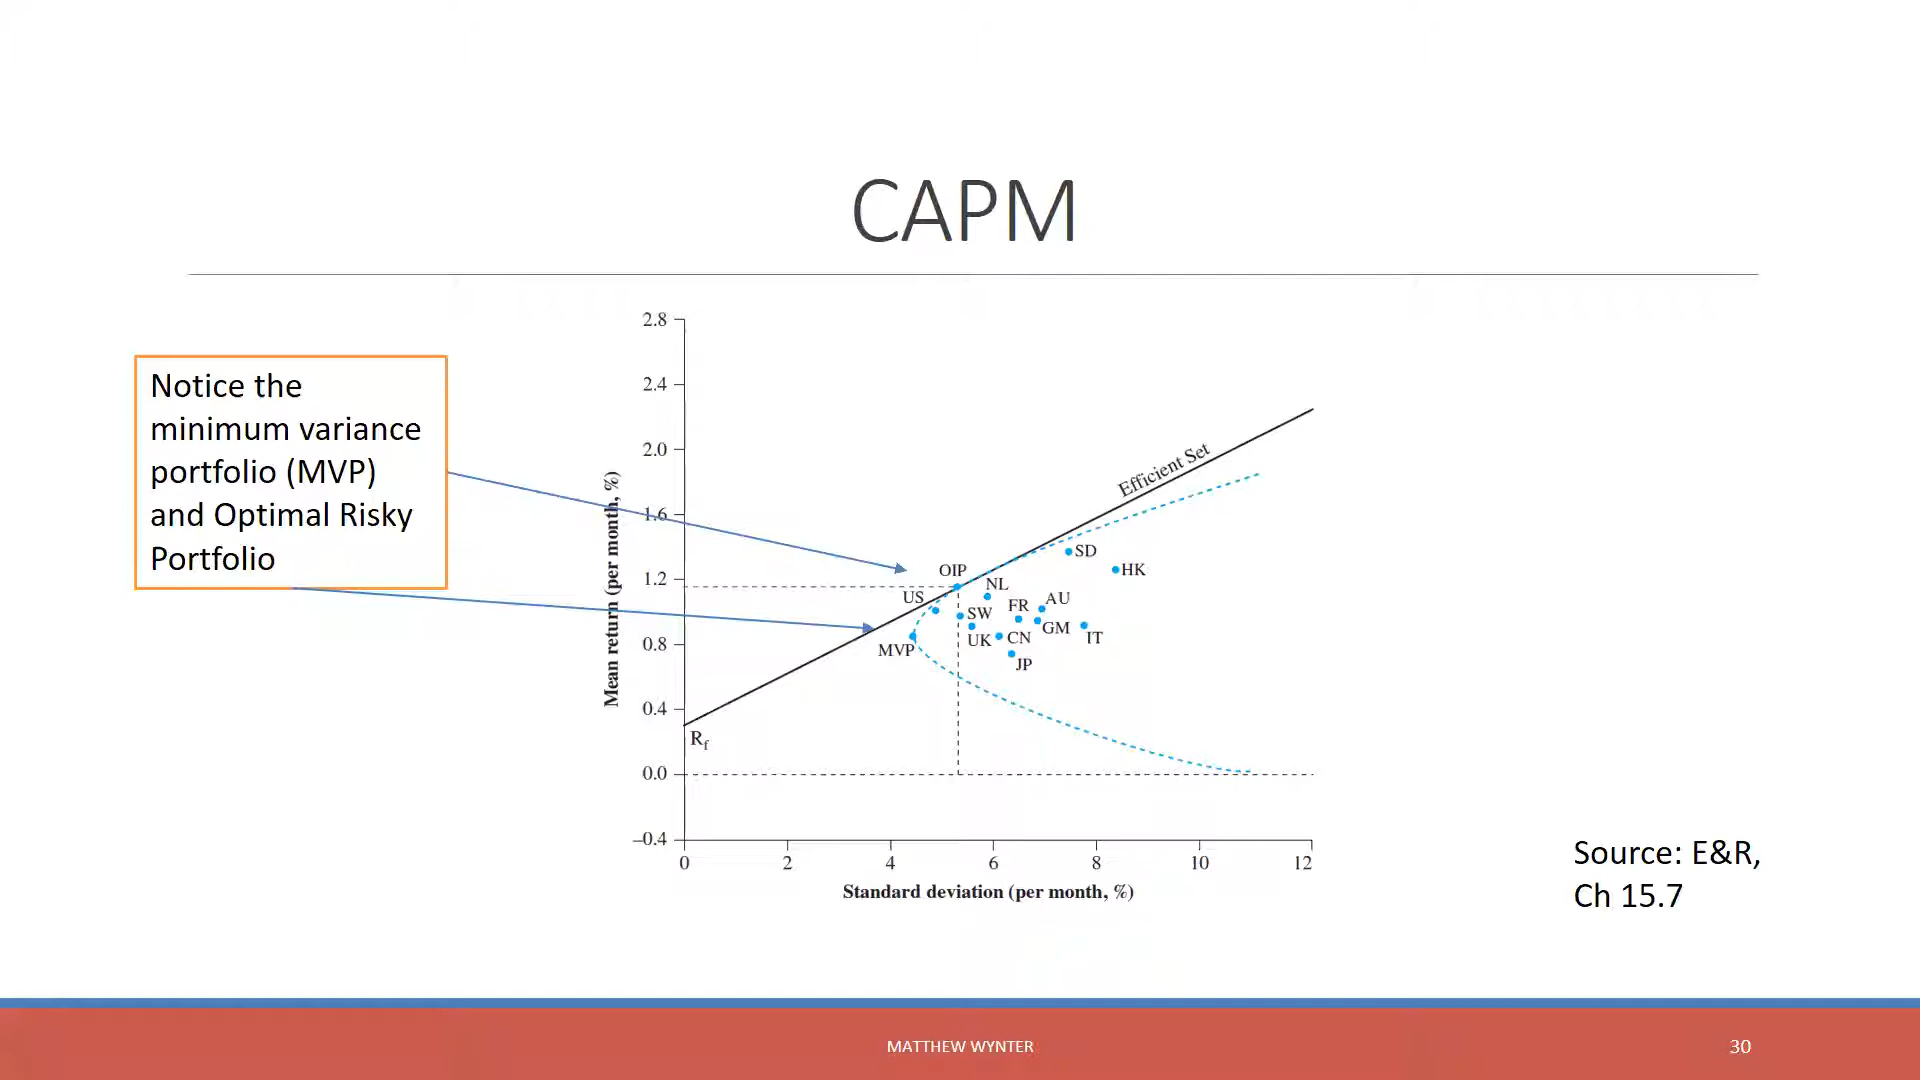 CAPM
Notice the
minimum variance
portfolio (MVP)
and Optimal Risky
Portfolio
Mean return (per month, %)
2.8
2.4
2.0
1.6
1.2
0.8
0.4
0.0
–0.4
Efficient Set
SD
HK
OIP
NL
US
AU
FR
SW
GM
UK
CN
IT
MVP
JP
Rf
0
2
4
6
8
10
12
Standard deviation (per month, %)
Source: E&R,
Ch 15.7
MATTHEW WYNTER
30